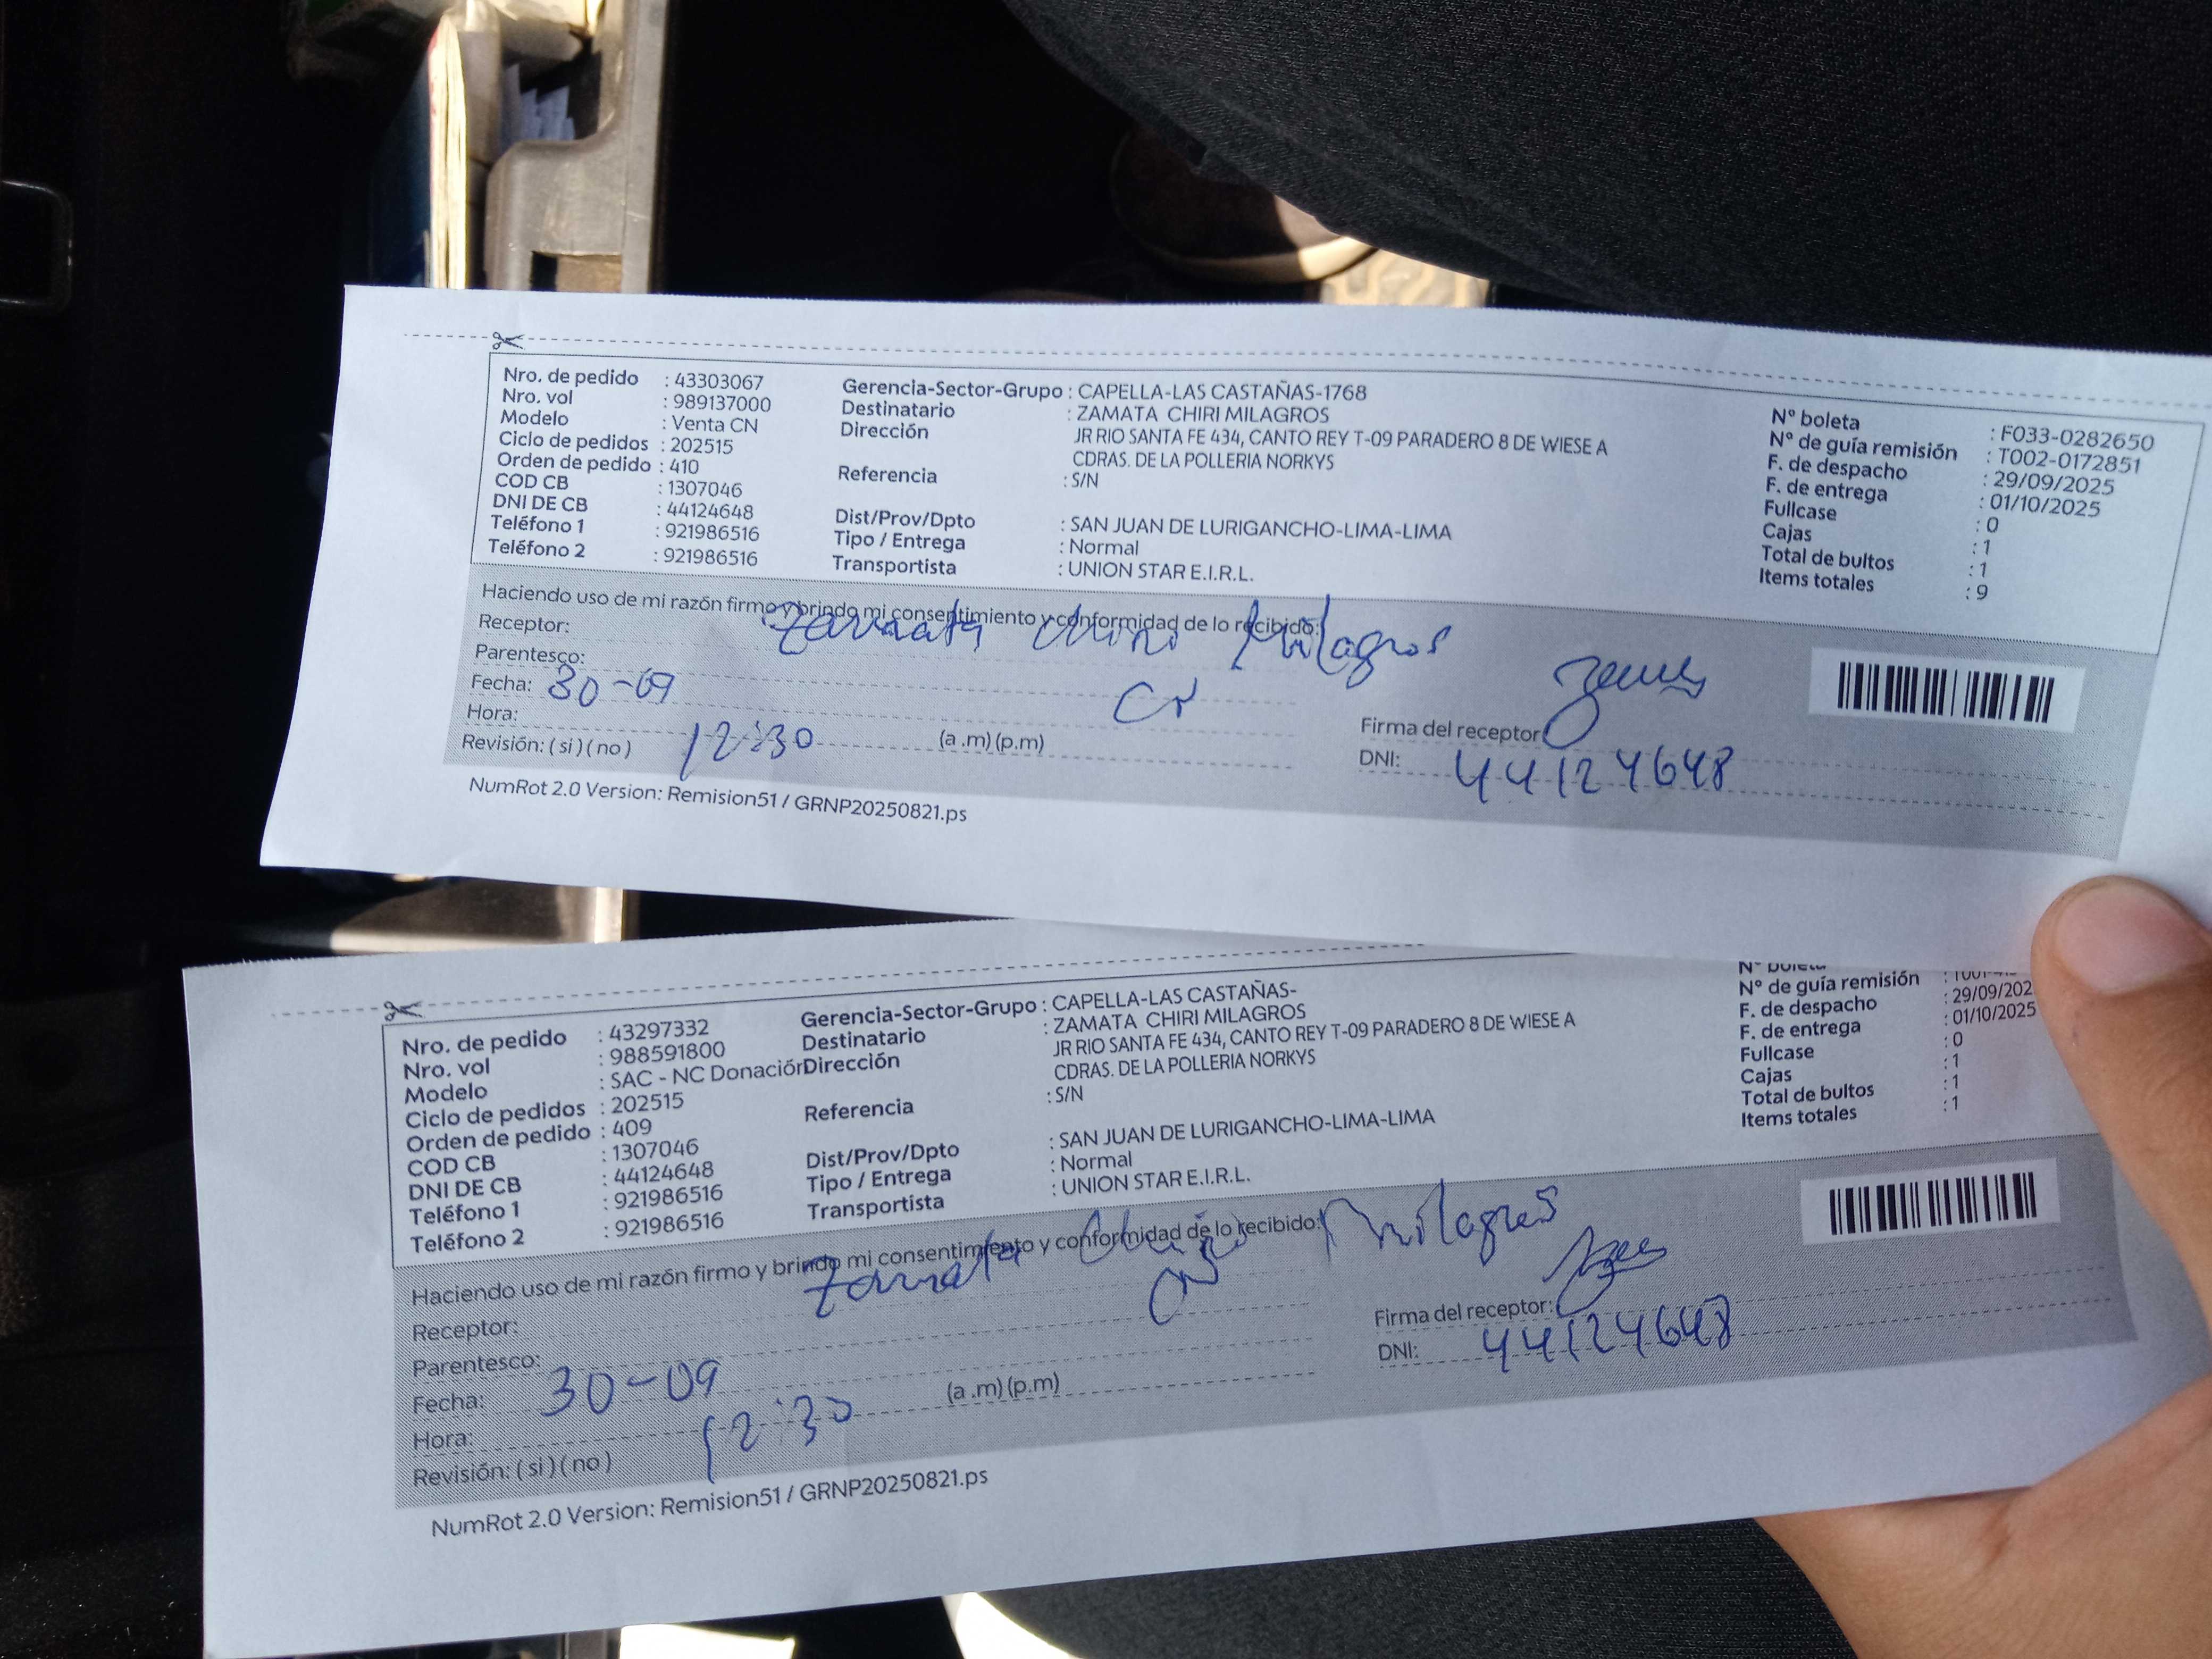 Nro. de pedido : 43303067
Nro. vol : 989137000
Modelo : Venta CN
Ciclo de pedidos : 202515
Orden de pedido : 410
COD CB : 1307046
DNI DE CB : 44124648
Teléfono 1 : 921986516
Teléfono 2 : 921986516
Gerencia-Sector-Grupo : CAPELLA-LAS CASTAÑAS-1768
Destinatario : ZAMATA CHIRI MILAGROS
Dirección JR RIO SANTA FE 434, CANTO REY T-09 PARADERO 8 DE WIESE A
CDRAS. DE LA POLLERIA NORKYS
Referencia : S/N
Dist/Prov/Dpto : SAN JUAN DE LURIGANCHO-LIMA-LIMA
Tipo / Entrega : Normal
Transportista : UNION STAR E.I.R.L.
N° boleta : F033-0282650
N° de guía remisión : T002-0172851
F. de despacho : 29/09/2025
F. de entrega : 01/10/2025
Fullcase : 0
Cajas : 1
Total de bultos : 1
Items totales : 9
Haciendo uso de mi razón firmo y brindo mi consentimiento y conformidad de lo recibido:
Receptor: Zamata Chiri Milagros
Parentesco:
Fecha: 30-09
Hora: 12:30 (a .m) (p.m)
Revisión: ( si ) ( no )
Firma del receptor:
DNI: 44124648
NumRot 2.0 Version: Remision51 / GRNP20250821.ps
Nro. de pedido : 43297332
Nro. vol : 988591800
Modelo : SAC - NC Donación
Ciclo de pedidos : 202515
Orden de pedido : 409
COD CB : 1307046
DNI DE CB : 44124648
Teléfono 1 : 921986516
Teléfono 2 : 921986516
Gerencia-Sector-Grupo : CAPELLA-LAS CASTAÑAS-
Destinatario : ZAMATA CHIRI MILAGROS
Dirección JR RIO SANTA FE 434, CANTO REY T-09 PARADERO 8 DE WIESE A
CDRAS. DE LA POLLERIA NORKYS
Referencia : S/N
Dist/Prov/Dpto : SAN JUAN DE LURIGANCHO-LIMA-LIMA
Tipo / Entrega : Normal
Transportista : UNION STAR E.I.R.L.
N° boleta
N° de guía remisión
F. de despacho : 29/09/202
F. de entrega : 01/10/2025
Fullcase : 0
Cajas : 1
Total de bultos : 1
Items totales : 1
Haciendo uso de mi razón firmo y brindo mi consentimiento y conformidad de lo recibido:
Receptor: Zamata Chiri Milagros
Parentesco:
Fecha: 30-09
Hora: 12:30 (a .m) (p.m)
Revisión: ( si ) ( no )
Firma del receptor:
DNI: 44124648
NumRot 2.0 Version: Remision51 / GRNP20250821.ps